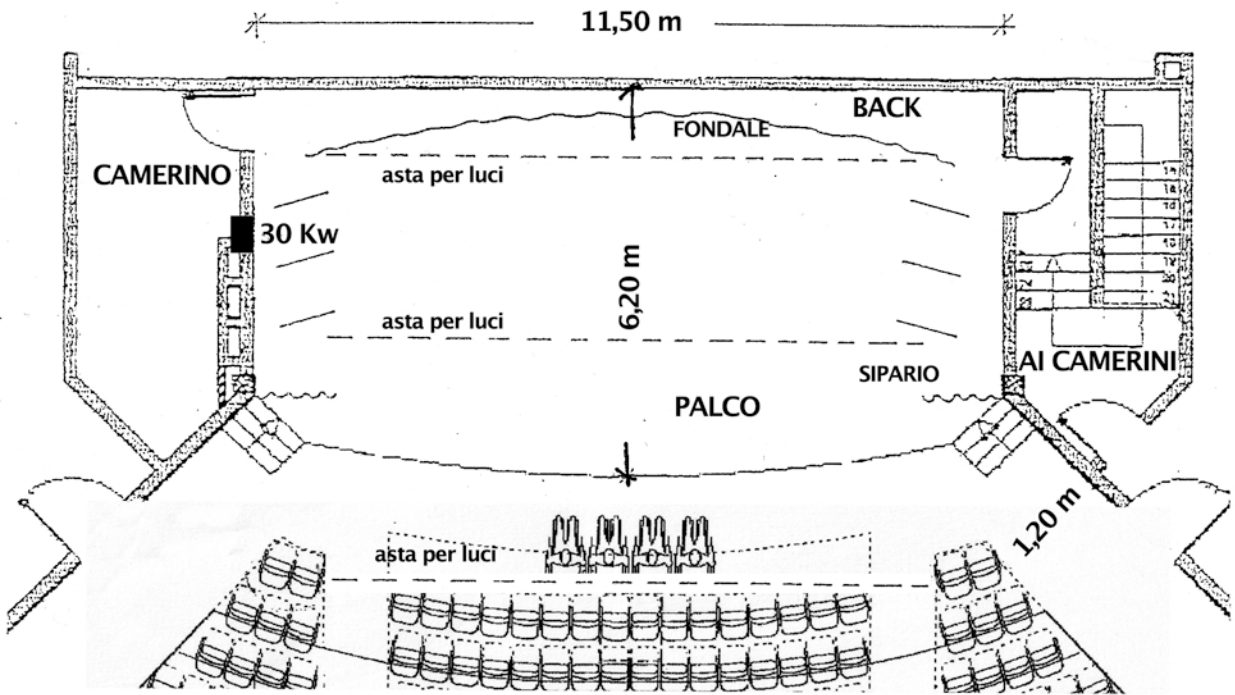 11,50 m
BACK
FONDALE
CAMERINO
asta per luci
30 Kw
6,20 m
asta per luci
SIPARIO
AI CAMERINI
PALCO
1,20 m
asta per luci